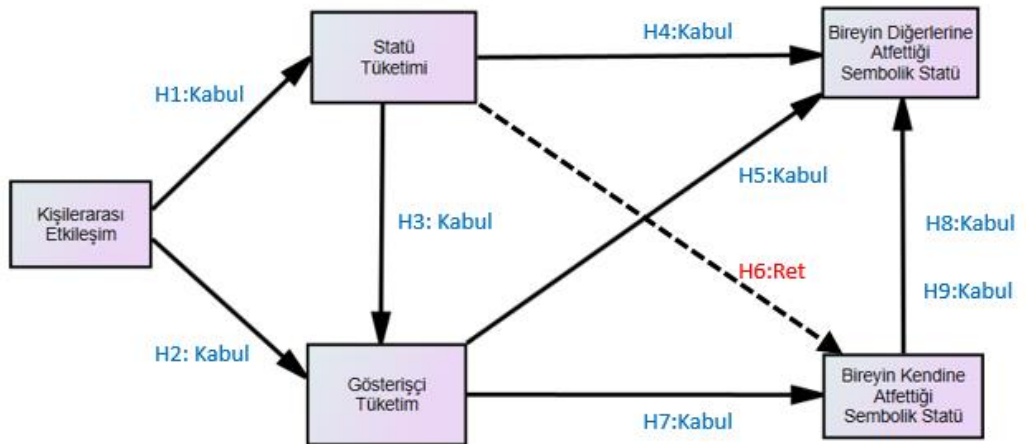 Statü
Tüketimi
H4:Kabul
Bireyin Diğerlerine
Atfettiği
Sembolik Statü
H1:Kabul
H5:Kabul
Kişilerarası
Etkileşim
H3: Kabul
H8:Kabul
H6:Ret
H9:Kabul
H2: Kabul
Gösterişçi
Tüketim
H7:Kabul
Bireyin Kendine
Atfettiği
Sembolik Statü